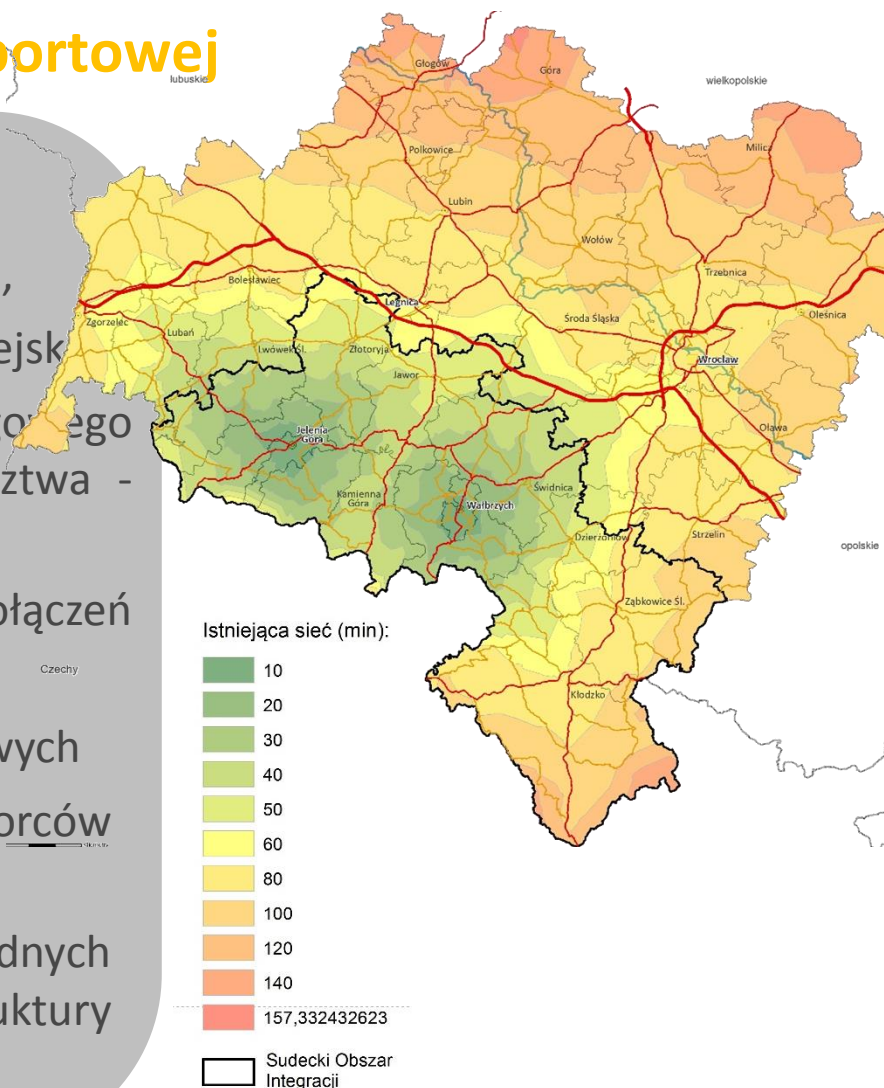 portowej
,
ejsk
ego
ztwa -
ołączeń
wych
orców
dnych
uktury
lubuskie
wielkopolskie
opolskie
Czechy
Głogów
Góra
Polkowice
Milicz
Lubin
Wołów
Trzebnica
Bolesławiec
Legnica
Oleśnica
Zgorzelec
Lubań
Środa Śląska
Lwówek Śl.
Złotoryja
Wrocław
Jawor
Jelenia
Góra
Oława
Kamienna
Góra
Świdnica
Wałbrzych
Dzierżoniów
Strzelin
Ząbkowice Śl.
Kłodzko
Istniejąca sieć (min):
10
20
30
40
50
60
80
100
120
140
157,332432623
Sudecki Obszar
Integracji